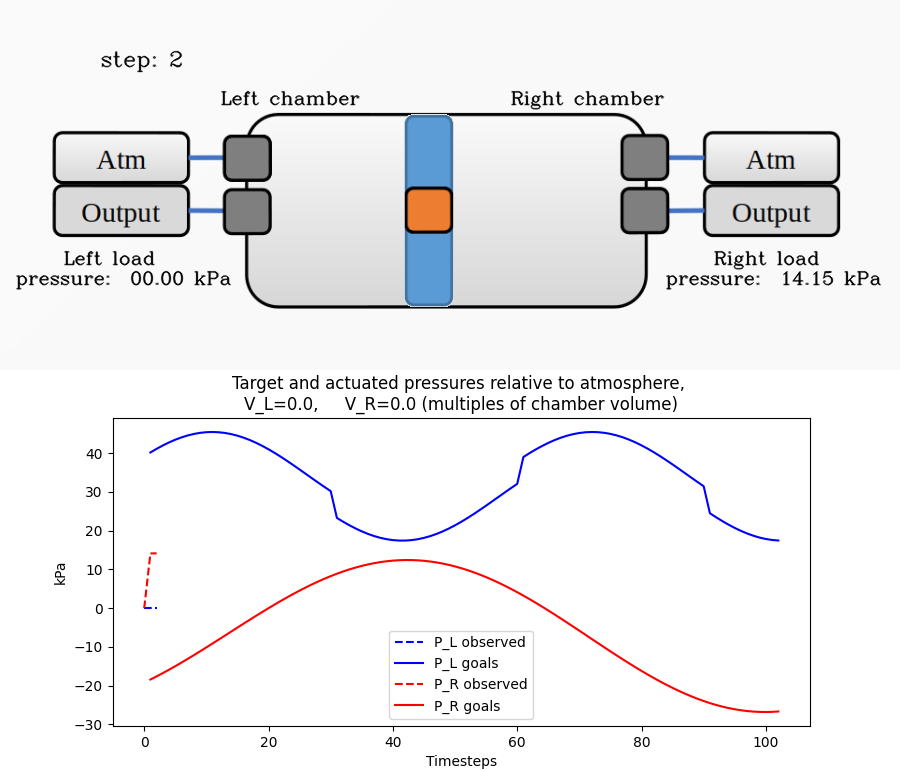 step: 2
Left chamber
Right chamber
Atm
Atm
Output
Output
Left load
pressure:  00.00 kPa
Right load
pressure:  14.15 kPa
Target and actuated pressures relative to atmosphere,
V_L=0.0,     V_R=0.0 (multiples of chamber volume)
40
30
20
10
0
−10
−20
−30
kPa
P_L observed
P_L goals
P_R observed
P_R goals
0
20
40
60
80
100
Timesteps